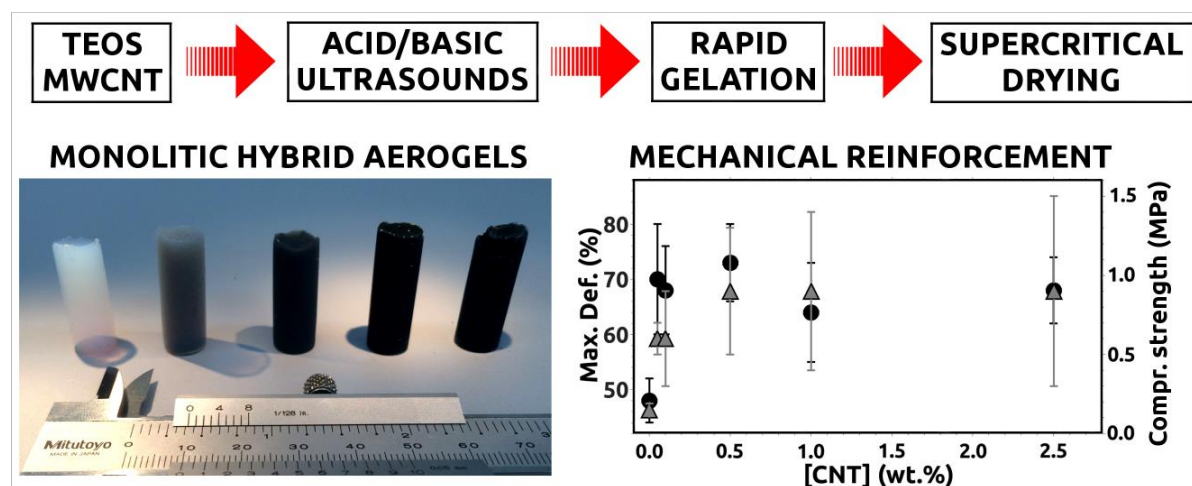 TEOS
MWCNT
ACID/BASIC
ULTRASOUNDS
RAPID
GELATION
SUPERCRITICAL
DRYING
MONOLITIC HYBRID AEROGELS
MECHANICAL REINFORCEMENT
0 4 8
1/128 IN.
Mitutoyo
MADE IN JAPAN
0 10 20 30 40 50 60 70
Max. Def. (%)
80
70
60
50
Compr. strength (MPa)
1.5
1.0
0.5
0.0
0.0 0.5 1.0 1.5 2.0 2.5
[CNT] (wt.%)